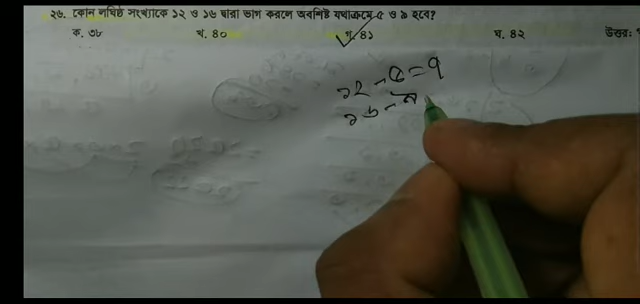 ২৬. কোন লঘিষ্ঠ সংখ্যাকে ১২ ও ১৬ দ্বারা ভাগ করলে অবশিষ্ট যথাক্রমে ৫ ও ৯ হবে?
ক. ৩৮ খ. ৪০ গ. ৪১ ঘ. ৪২ উত্তর:
১২ - ৫ = ৭
১৬ - ৯